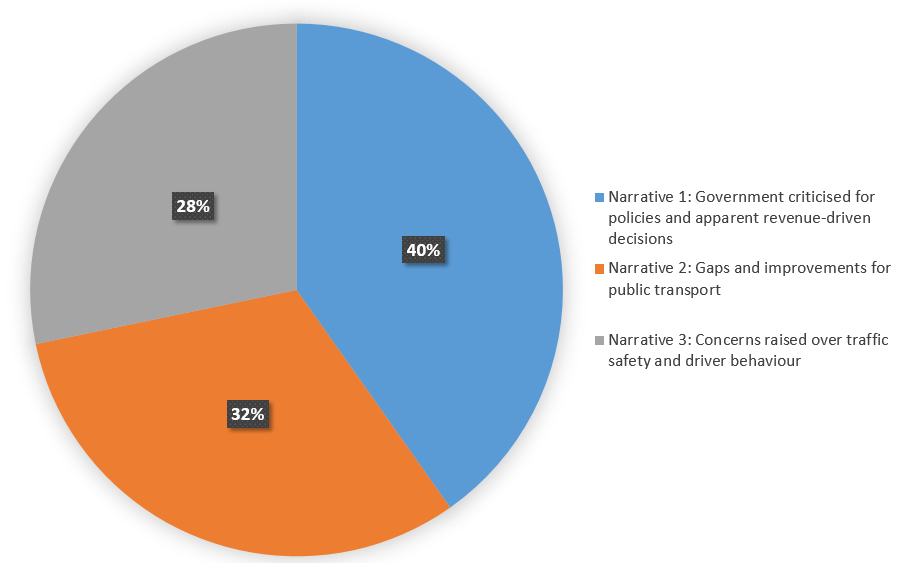 28%
40%
32%
Narrative 1: Government criticised for
policies and apparent revenue-driven
decisions
Narrative 2: Gaps and improvements for
public transport
Narrative 3: Concerns raised over traffic
safety and driver behaviour